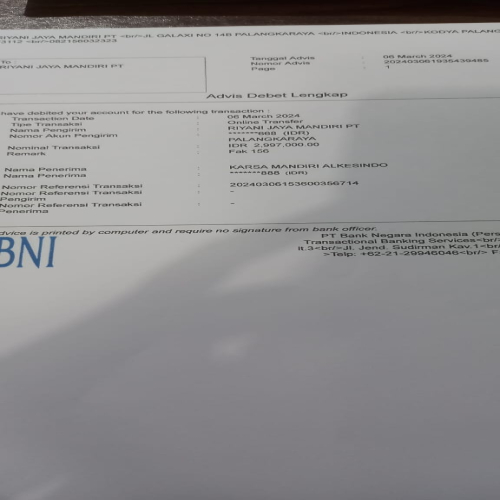 RIYANI JAYA MANDIRI PT <br/>JL GALAXI NO 14B PALANGKARAYA <br/>INDONESIA <br/>KODYA PALANG
3112 <br/>082156032323
To :
RIYANI JAYA MANDIRI PT
Tanggal Advis : 06 March 2024
Nomor Advis : 2024030619354394​85
Page : 1
Advis Debet Lengkap
have debited your account for the following transaction :
Transaction Date : 06 March 2024
Tipe Transaksi : Online Transfer
Nama Pengirim : RIYANI JAYA MANDIRI PT
Nomor Akun Pengirim : *******888 (IDR)
PALANGKARAYA
Nominal Transaksi : IDR 2,997,000.00
Remark : Fak 156
Nama Penerima : KARSA MANDIRI ALKESINDO
Nama Penerima : *******888 (IDR)
Nomor Referensi Transaksi : 20240306153600356714
Nomor Referensi Transaksi : -
Pengirim
Nomor Referensi Transaksi : -
Penerima
advice is printed by computer and require no signature from bank officer.
BNI
PT Bank Negara Indonesia (Pers
Transactional Banking Services<br/>
lt.3<br/>Jl. Jend. Sudirman Kav.1<br
>Telp: +62-21-29946046<br/> F